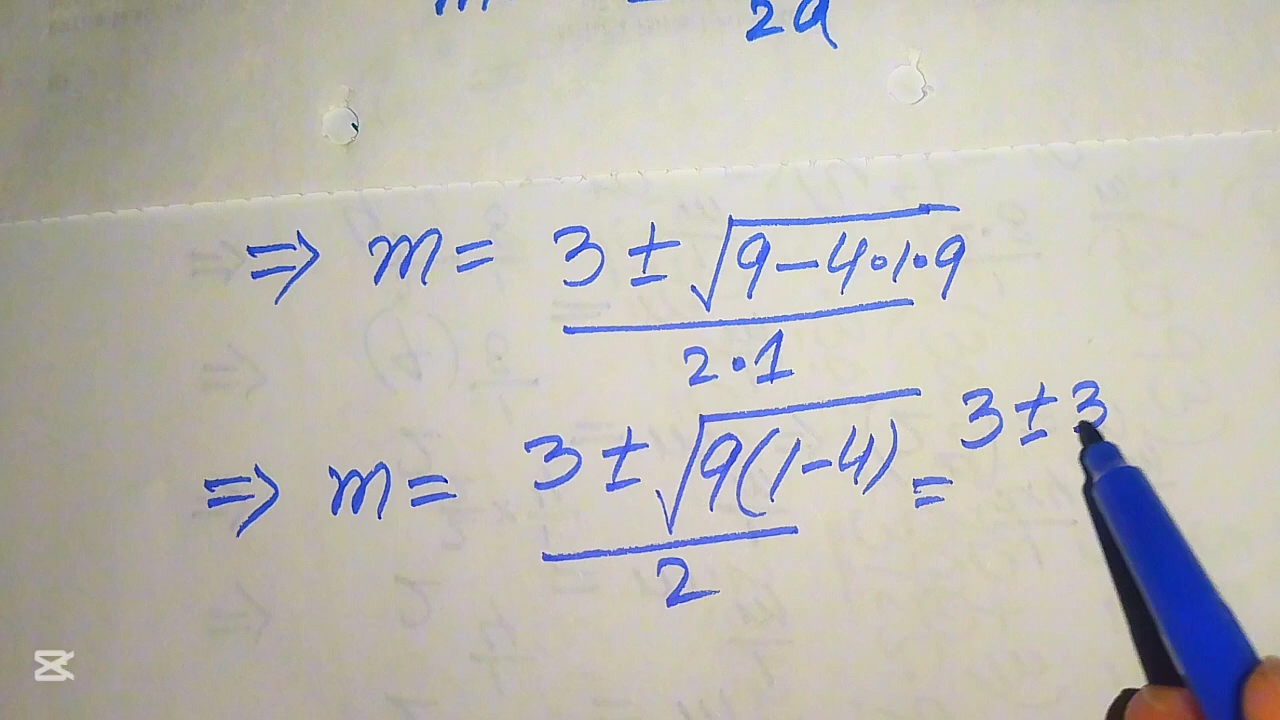 2a
⇒ m = 3 ± √9-4·1·9 / 2·1
⇒ m = 3 ± √9(1-4) / 2 = 3 ± 3